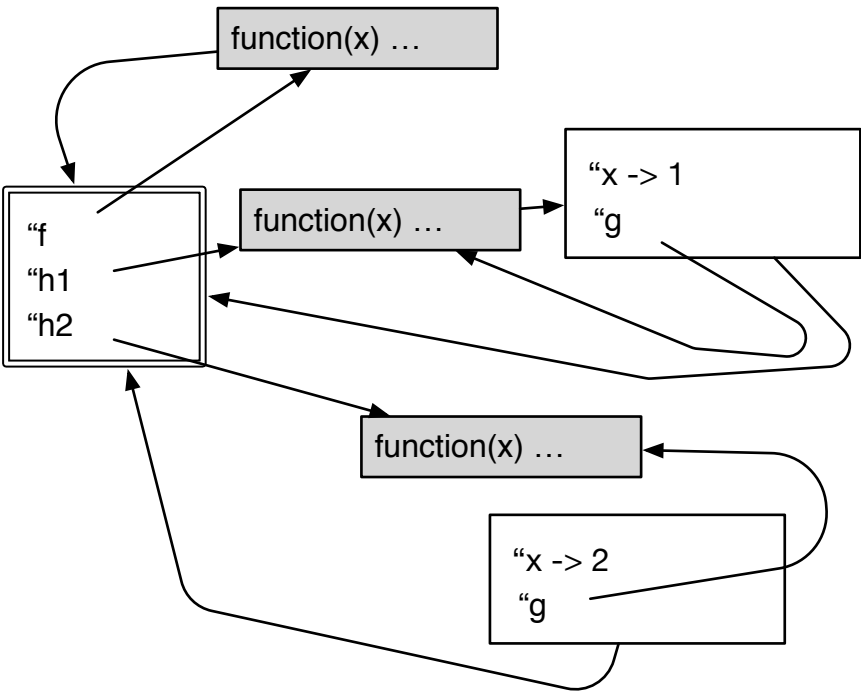 function(x) …
“x -> 1
“g
function(x) …
“f
“h1
“h2
function(x) …
“x -> 2
“g